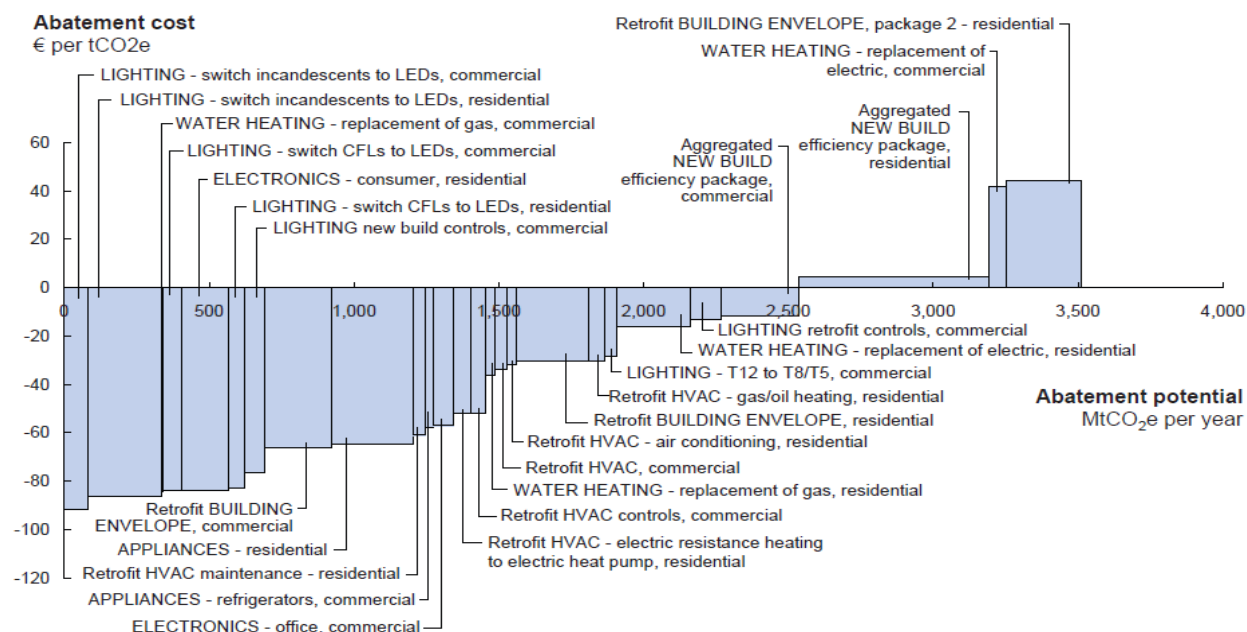 Abatement cost
€ per tCO2e
Retrofit BUILDING ENVELOPE, package 2 - residential
WATER HEATING - replacement of
electric, commercial
LIGHTING - switch incandescents to LEDs, commercial
LIGHTING - switch incandescents to LEDs, residential
WATER HEATING - replacement of gas, commercial
LIGHTING - switch CFLs to LEDs, commercial
ELECTRONICS - consumer, residential
LIGHTING - switch CFLs to LEDs, residential
LIGHTING new build controls, commercial
Aggregated
NEW BUILD
efficiency package,
commercial
Aggregated
NEW BUILD
efficiency package,
residential
60
40
20
0
-20
-40
-60
-80
-100
-120
0
500
1,000
1,500
2,000
2,500
3,000
3,500
4,000
LIGHTING retrofit controls, commercial
WATER HEATING - replacement of electric, residential
LIGHTING - T12 to T8/T5, commercial
Retrofit HVAC - gas/oil heating, residential
Retrofit BUILDING ENVELOPE, residential
Retrofit HVAC - air conditioning, residential
Retrofit HVAC, commercial
WATER HEATING - replacement of gas, residential
Retrofit HVAC controls, commercial
Retrofit HVAC - electric resistance heating
to electric heat pump, residential
Abatement potential
MtCO2e per year
Retrofit BUILDING
ENVELOPE, commercial
APPLIANCES - residential
Retrofit HVAC maintenance - residential
APPLIANCES - refrigerators, commercial
ELECTRONICS - office, commercial